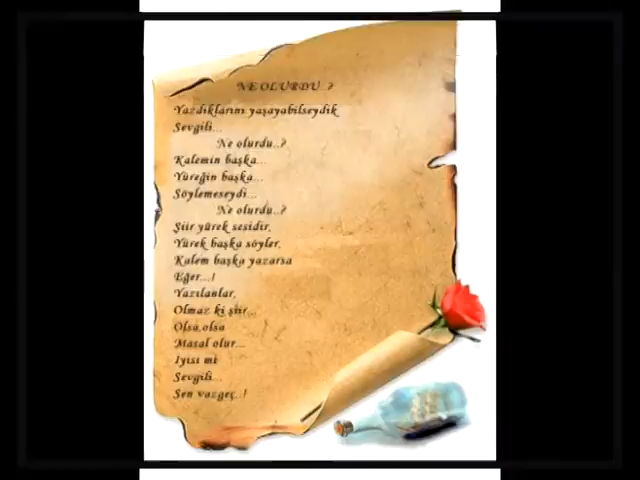 NE OLURDU..?
Yazdıklarını yaşayabilseydik
Sevgili...
Ne olurdu..?
Kalemin başka...
Yüreğin başka...
Söylemeseydi...
Ne olurdu..?
Şiir yürek sesidir,
Yürek başka söyler,
Kalem başka yazarsa
Eğer...!
Yazılanlar,
Olmaz ki şiir...
Olsa olsa
Masal olur...
İyisi mi
Sevgili...
Sen vazgeç..!